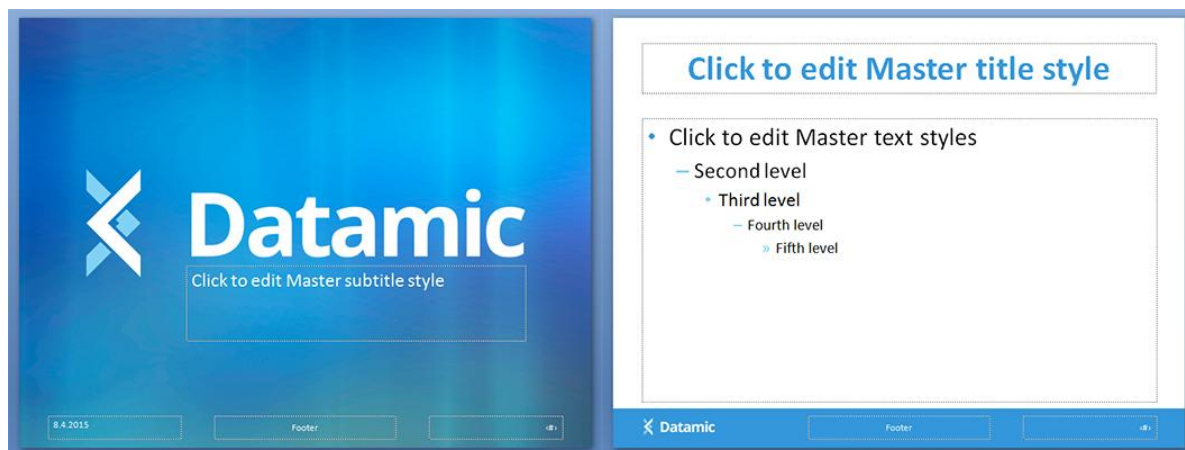 Datamic
Click to edit Master subtitle style
8.4.2015
Footer
‹#›
Click to edit Master title style
• Click to edit Master text styles
– Second level
• Third level
– Fourth level
» Fifth level
Datamic
Footer
‹#›